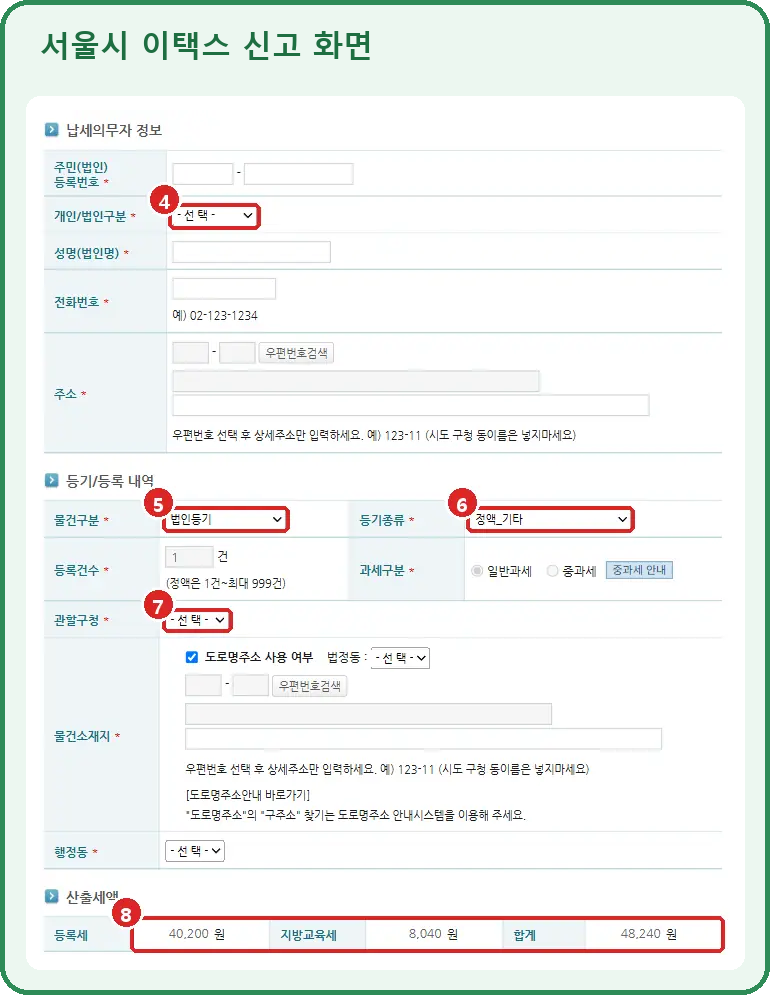 서울시 이택스 신고 화면
납세의무자 정보
주민(법인)
등록번호 *
-
4
개인/법인구분 *
- 선 택 -
성명(법인명) *
전화번호 *
예) 02-123-1234
주소 *
- 우편번호검색
우편번호 선택 후 상세주소만 입력하세요. 예) 123-11 (시도 구청 동이름은 넣지마세요)
등기/등록 내역
5
물건구분 *
법인등기
6
등기종류 *
정액_기타
등록건수 *
1 건
(정액은 1건~최대 999건)
과세구분 *
일반과세 중과세 중과세 안내
7
관할구청 *
- 선 택 -
물건소재지 *
도로명주소 사용 여부 법정동 : - 선 택 -
- 우편번호검색
우편번호 선택 후 상세주소만 입력하세요. 예) 123-11 (시도 구청 동이름은 넣지마세요)
[도로명주소안내 바로가기]
"도로명주소"의 "구주소" 찾기는 도로명주소 안내시스템을 이용해 주세요.
행정동 *
- 선 택 -
산출세액
8
등록세 40,200 원 지방교육세 8,040 원 합계 48,240 원